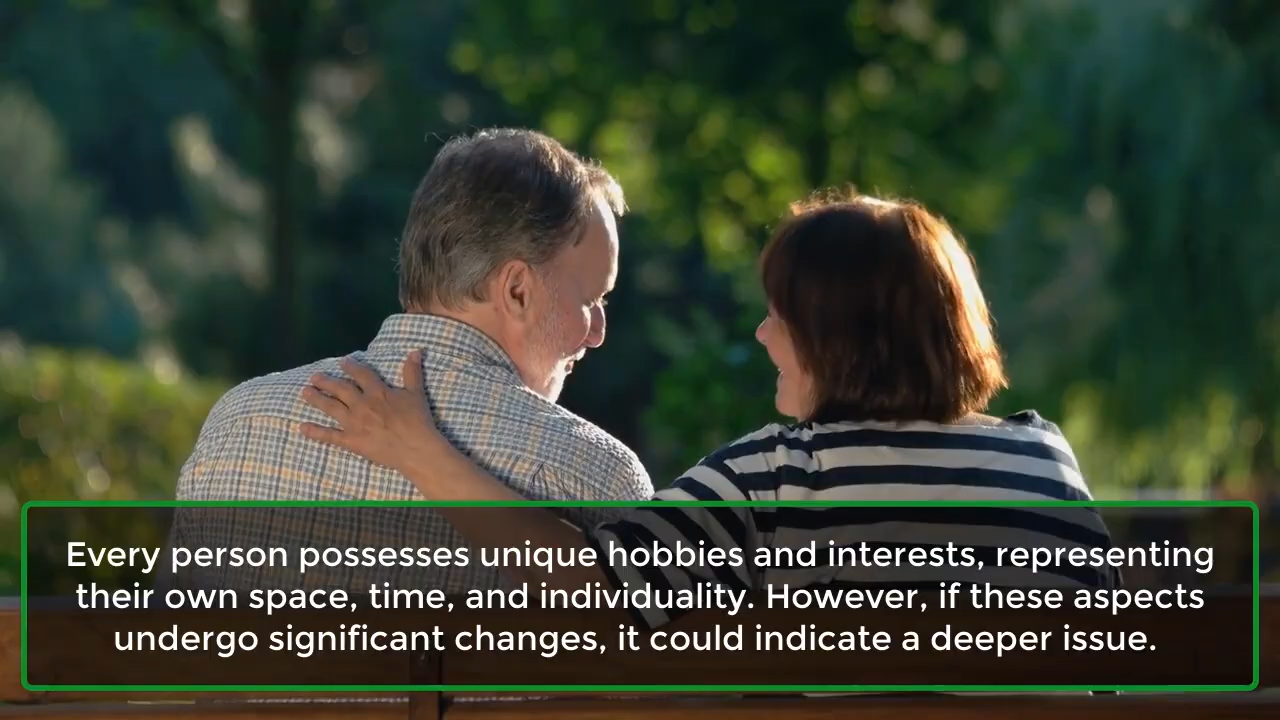 Every person possesses unique hobbies and interests, representing
their own space, time, and individuality. However, if these aspects
undergo significant changes, it could indicate a deeper issue.